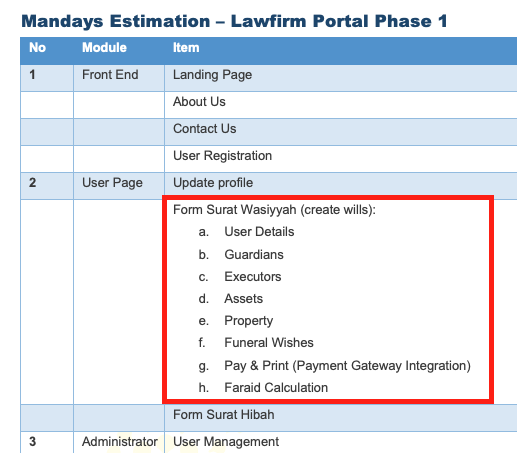 Mandays Estimation – Lawfirm Portal Phase 1
No Module Item
1 Front End Landing Page
About Us
Contact Us
User Registration
2 User Page Update profile
Form Surat Wasiyyah (create wills):
a. User Details
b. Guardians
c. Executors
d. Assets
e. Property
f. Funeral Wishes
g. Pay & Print (Payment Gateway Integration)
h. Faraid Calculation
Form Surat Hibah
3 Administrator User Management